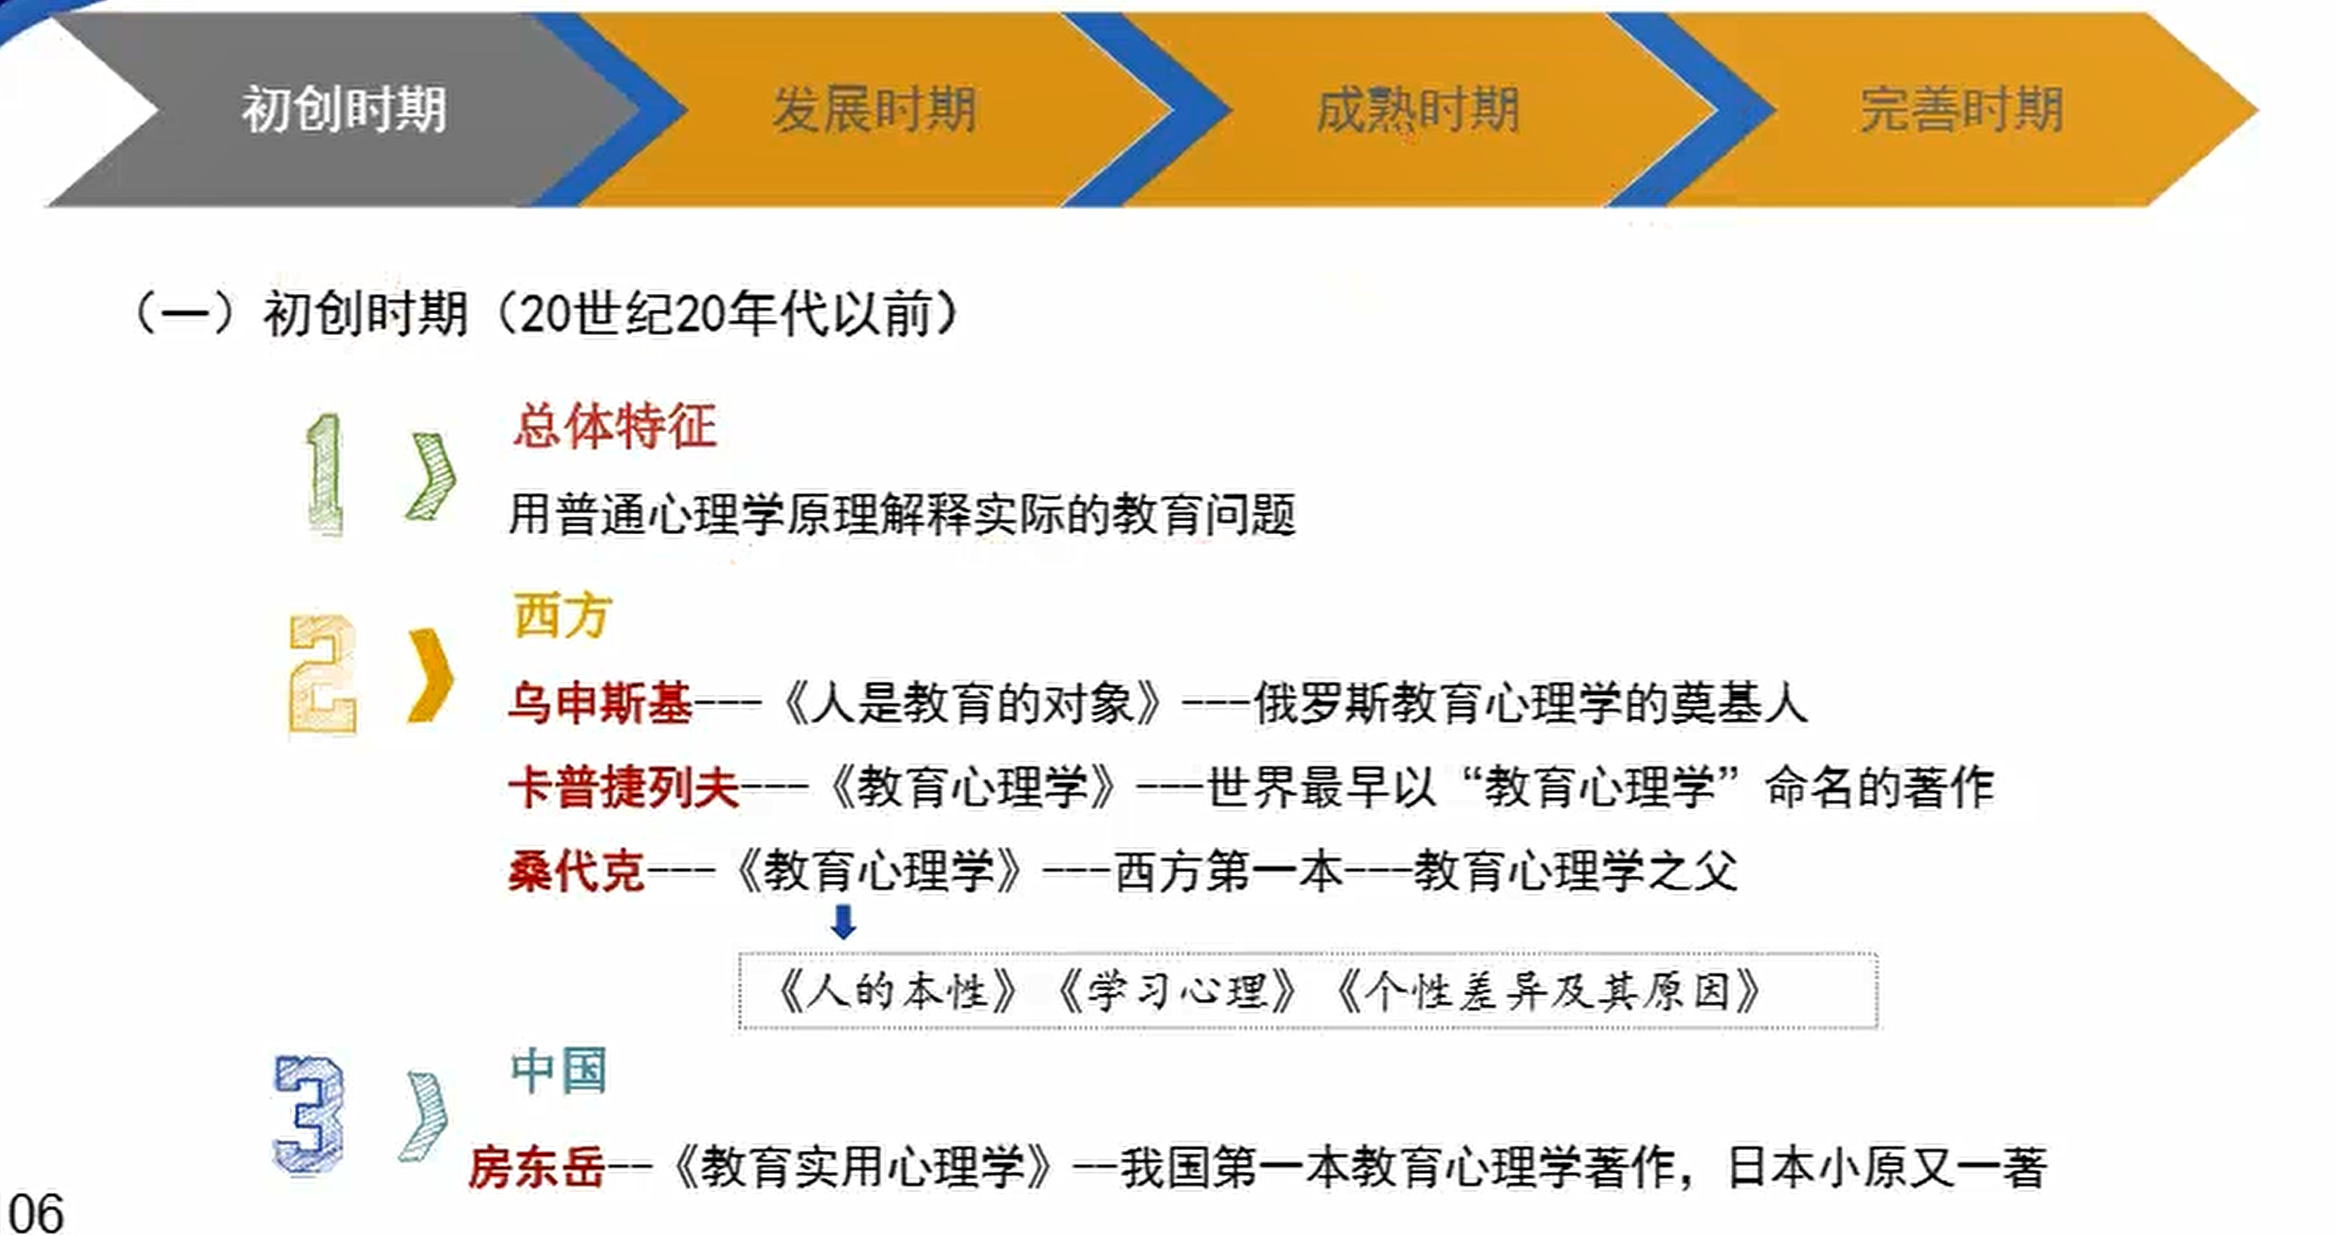 初创时期 发展时期 成熟时期 完善时期
（一）初创时期（20世纪20年代以前）
1
总体特征
用普通心理学原理解释实际的教育问题
2
西方
乌申斯基---《人是教育的对象》---俄罗斯教育心理学的奠基人
卡普捷列夫---《教育心理学》---世界最早以“教育心理学”命名的著作
桑代克---《教育心理学》---西方第一本---教育心理学之父
《人的本性》《学习心理》《个性差异及其原因》
3
中国
房东岳--《教育实用心理学》--我国第一本教育心理学著作，日本小原又一著
06